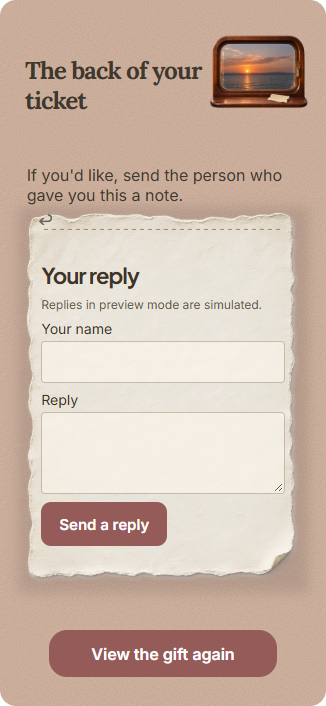 The back of your
ticket
If you'd like, send the person who
gave you this a note.
Your reply
Replies in preview mode are simulated.
Your name
Reply
Send a reply
View the gift again